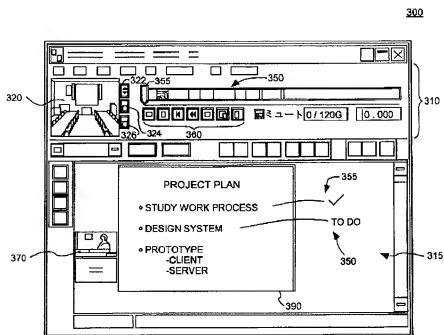 300
322
355
350
320
324
326
360
310
ミュート 0/120G 0.000
PROJECT PLAN
STUDY WORK PROCESS
DESIGN SYSTEM
PROTOTYPE
-CLIENT
-SERVER
355
TO DO
350
315
370
390